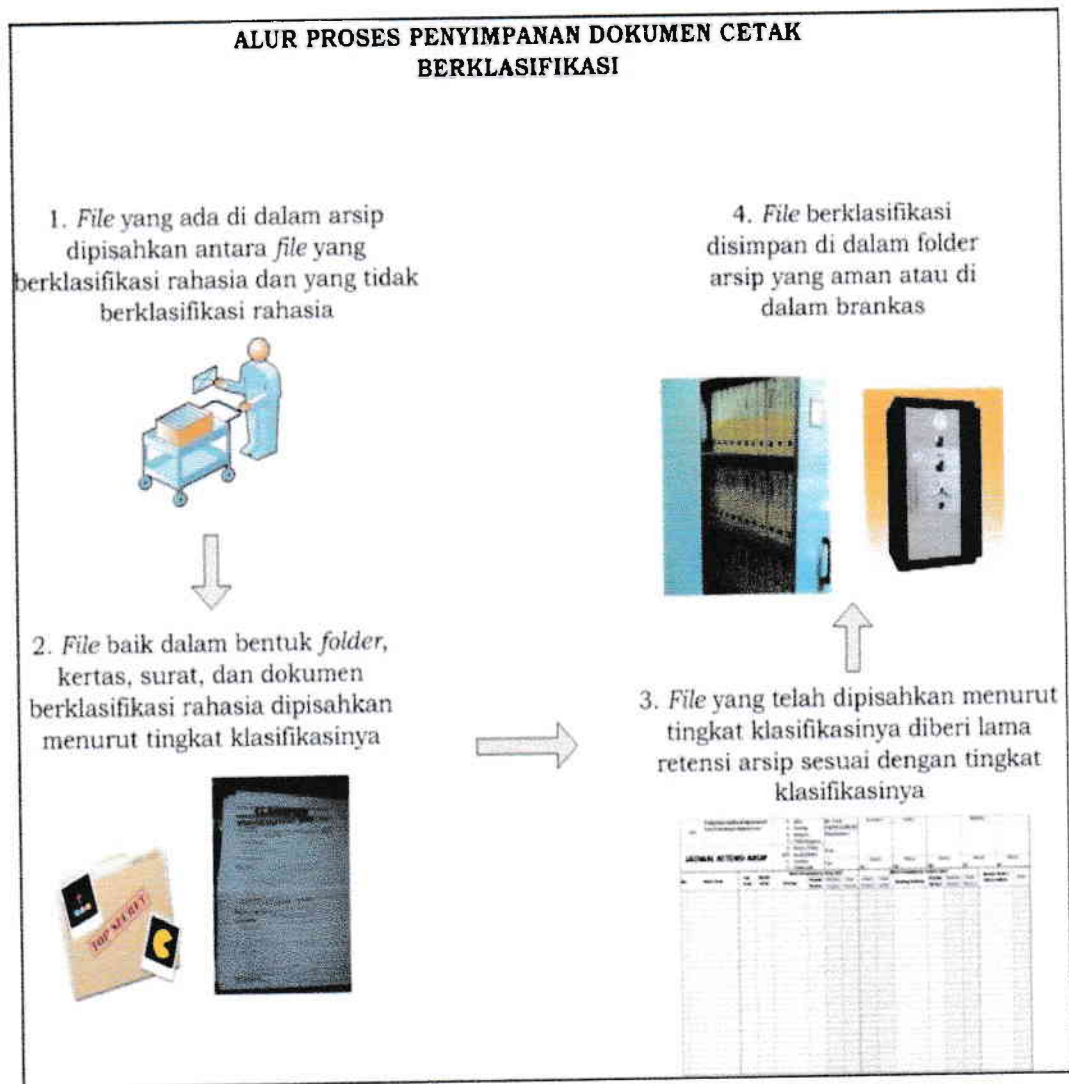 ALUR PROSES PENYIMPANAN DOKUMEN CETAK
BERKLASIFIKASI
1. File yang ada di dalam arsip
dipisahkan antara file yang
berklasifikasi rahasia dan yang tidak
berklasifikasi rahasia
2. File baik dalam bentuk folder,
kertas, surat, dan dokumen
berklasifikasi rahasia dipisahkan
menurut tingkat klasifikasinya
TOP SECRET
3. File yang telah dipisahkan menurut
tingkat klasifikasinya diberi lama
retensi arsip sesuai dengan tingkat
klasifikasinya
JADWAL RETENSI ARSIP
4. File berklasifikasi
disimpan di dalam folder
arsip yang aman atau di
dalam brankas